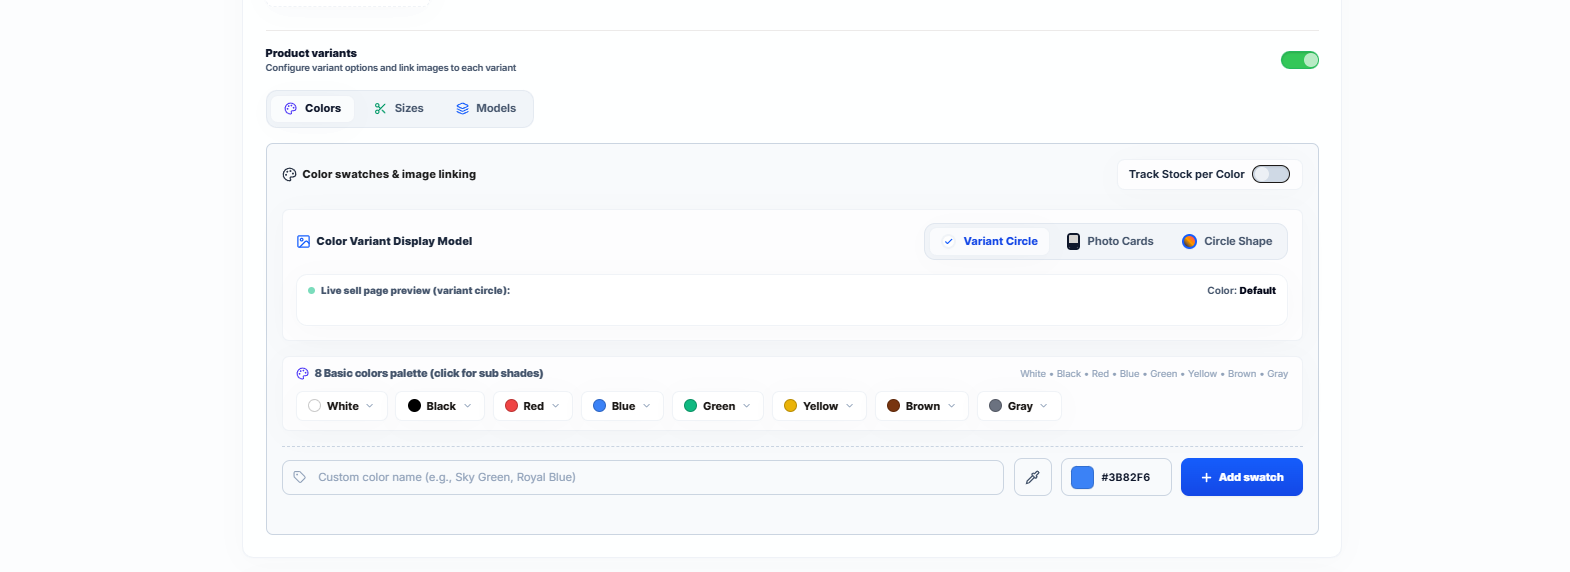 Product variants
Configure variant options and link images to each variant
Colors Sizes Models
Color swatches & image linking
Track Stock per Color
Color Variant Display Model
Variant Circle Photo Cards Circle Shape
Live sell page preview (variant circle):
Color: Default
8 Basic colors palette (click for sub shades)
White • Black • Red • Blue • Green • Yellow • Brown • Gray
White Black Red Blue Green Yellow Brown Gray
Custom color name (e.g., Sky Green, Royal Blue)
#3B82F6
+ Add swatch